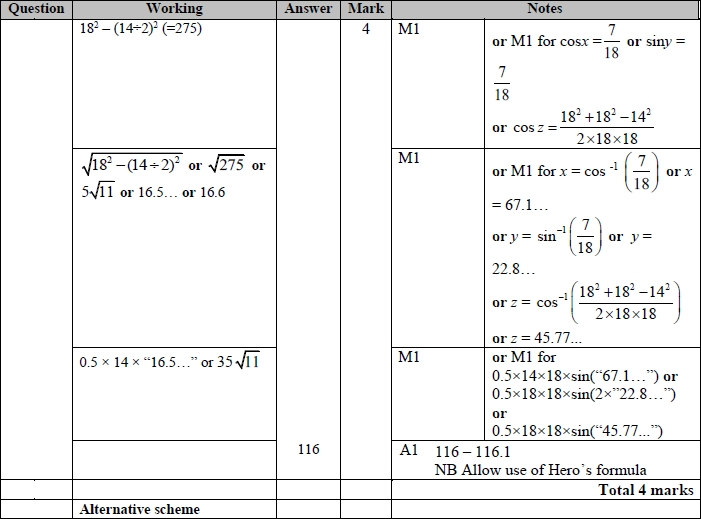 Question Working Answer Mark Notes
18² – (14÷2)² (=275) 4 M1
or M1 for cosx = 7/18 or siny =
7/18
or cos z = (18² +18² −14²)/(2×18×18)
√(18² −(14÷2)²) or √275 or
5√11 or 16.5… or 16.6
M1
or M1 for x = cos ⁻¹ (7/18) or x
= 67.1…
or y = sin⁻¹(7/18) or y =
22.8…
or z = cos⁻¹((18² +18² −14²)/(2×18×18))
or z = 45.77...
0.5 × 14 × “16.5…” or 35√11
M1
or M1 for
0.5×14×18×sin(“67.1…”) or
0.5×18×18×sin(2×”22.8…”)
or
0.5×18×18×sin(“45.77...”)
116 A1 116 – 116.1
NB Allow use of Hero’s formula
Total 4 marks
Alternative scheme